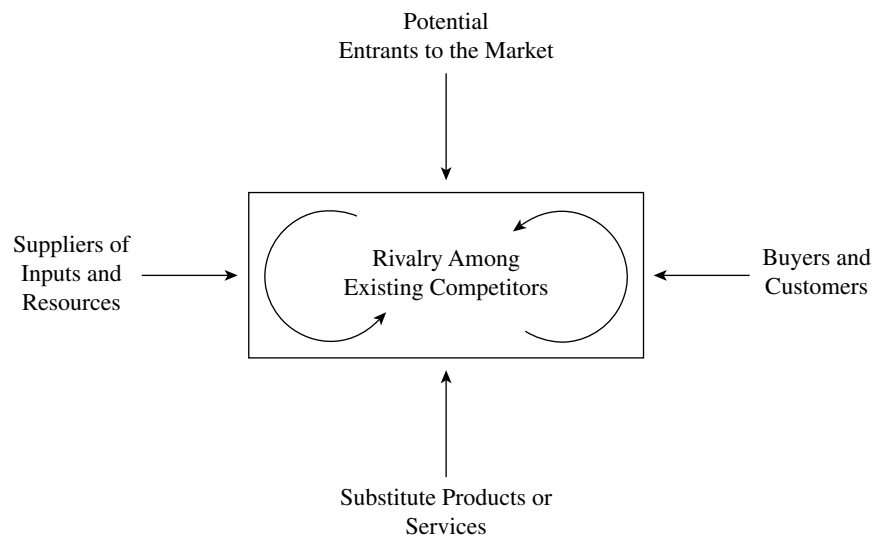 Potential
Entrants to the Market
Suppliers of
Inputs and
Resources
Rivalry Among
Existing Competitors
Buyers and
Customers
Substitute Products or
Services